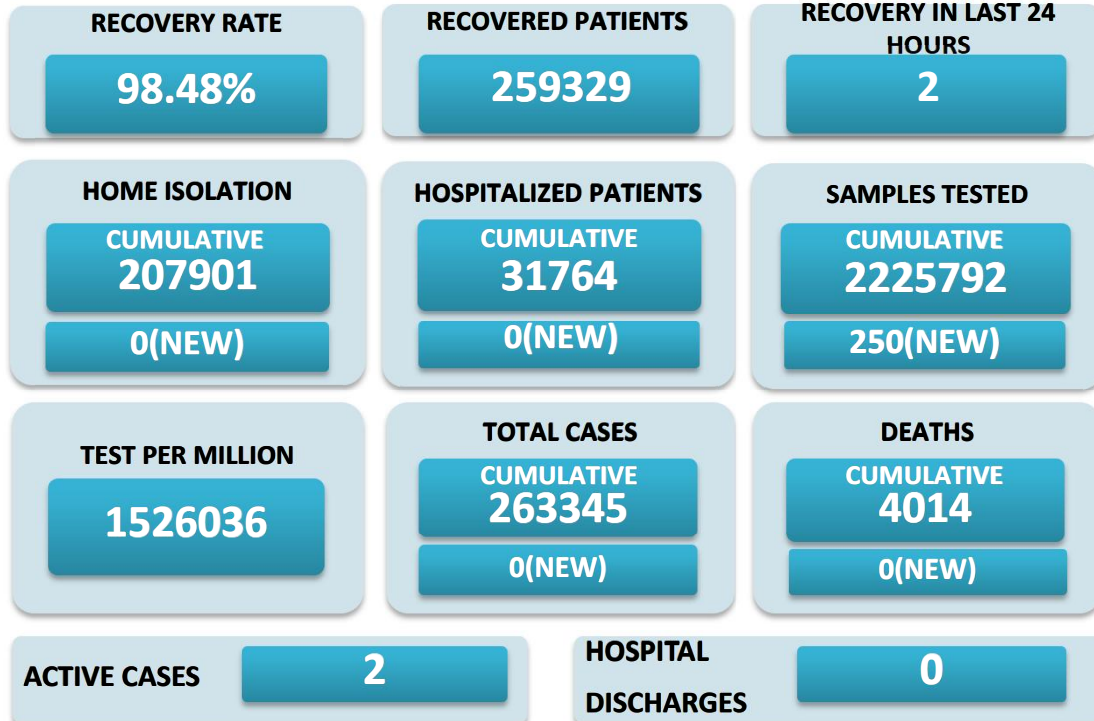 RECOVERY RATE
98.48%
RECOVERED PATIENTS
259329
RECOVERY IN LAST 24
HOURS
2
HOME ISOLATION
CUMULATIVE
207901
0(NEW)
HOSPITALIZED PATIENTS
CUMULATIVE
31764
0(NEW)
SAMPLES TESTED
CUMULATIVE
2225792
250(NEW)
TEST PER MILLION
1526036
TOTAL CASES
CUMULATIVE
263345
0(NEW)
DEATHS
CUMULATIVE
4014
0(NEW)
ACTIVE CASES
2
HOSPITAL
DISCHARGES
0